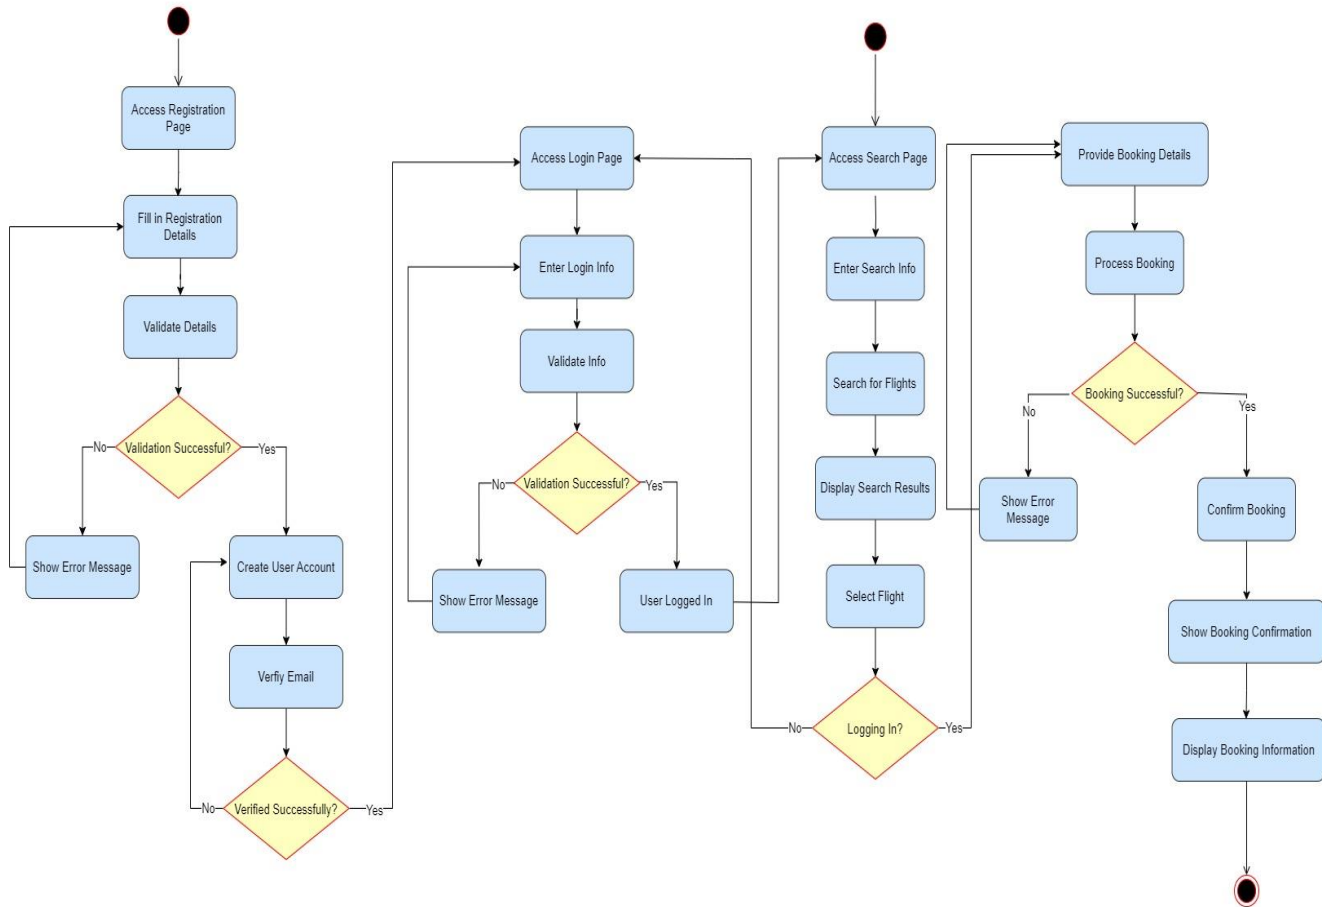 Access Registration
Page
Fill in Registration
Details
Validate Details
Validation Successful?
No
Yes
Show Error Message
Create User Account
Verfiy Email
Verified Successfully?
No
Yes
Access Login Page
Enter Login Info
Validate Info
Validation Successful?
No
Yes
Show Error Message
User Logged In
Access Search Page
Enter Search Info
Search for Flights
Display Search Results
Select Flight
Logging In?
No
Yes
Provide Booking Details
Process Booking
Booking Successful?
No
Yes
Show Error
Message
Confirm Booking
Show Booking Confirmation
Display Booking Information